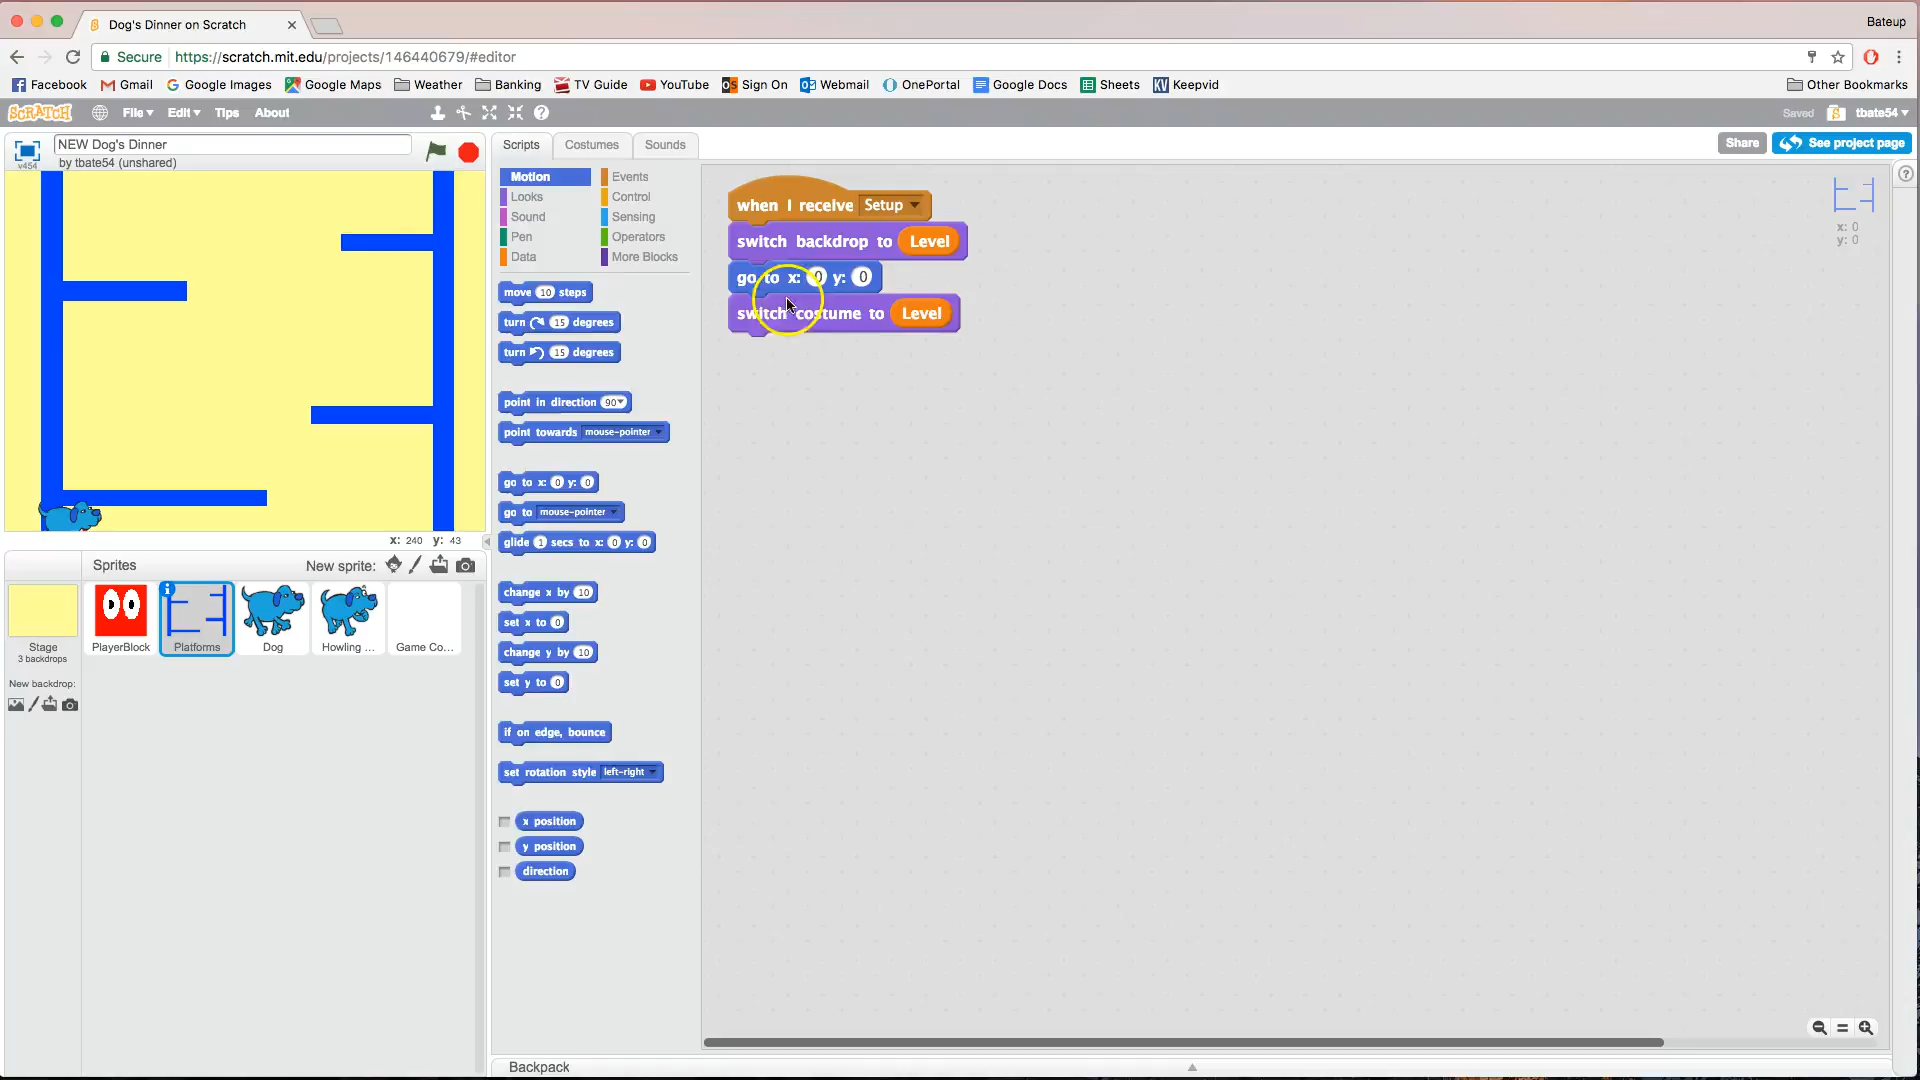 Dog's Dinner on Scratch
Bateup
Secure
https://scratch.mit.edu/projects/146440679/#editor
Facebook
Gmail
Google Images
Google Maps
Weather
Banking
TV Guide
YouTube
Sign On
Webmail
OnePortal
Google Docs
Sheets
KV Keepvid
Other Bookmarks
SCRATCH
File
Edit
Tips
About
Saved
tbate54
v454
NEW Dog's Dinner
by tbate54 (unshared)
Scripts
Costumes
Sounds
Share
See project page
Motion
Events
Looks
Control
Sound
Sensing
Pen
Operators
Data
More Blocks
move 10 steps
turn 15 degrees
turn 15 degrees
point in direction 90
point towards mouse-pointer
go to x: 0 y: 0
go to mouse-pointer
glide 1 secs to x: 0 y: 0
change x by 10
set x to 0
change y by 10
set y to 0
if on edge, bounce
set rotation style left-right
x position
y position
direction
when I receive Setup
switch backdrop to Level
go to x: 0 y: 0
switch costume to Level
x: 0
y: 0
x: 240 y: 43
Sprites
New sprite:
Stage
3 backdrops
New backdrop:
PlayerBlock
Platforms
Dog
Howling ...
Game Co...
Backpack